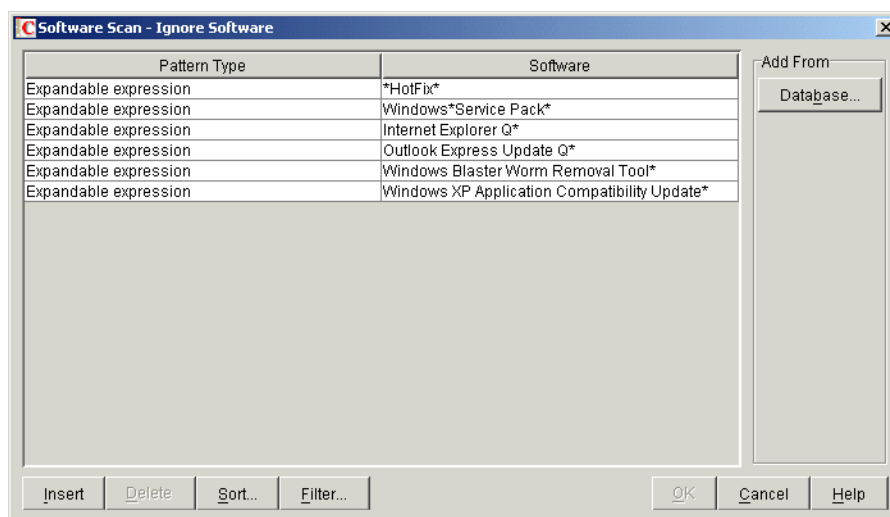 C Software Scan - Ignore Software
Pattern Type Software
Expandable expression *HotFix*
Expandable expression Windows*Service Pack*
Expandable expression Internet Explorer Q*
Expandable expression Outlook Express Update Q*
Expandable expression Windows Blaster Worm Removal Tool*
Expandable expression Windows XP Application Compatibility Update*
Add From
Database...
Insert Delete Sort... Filter... OK Cancel Help